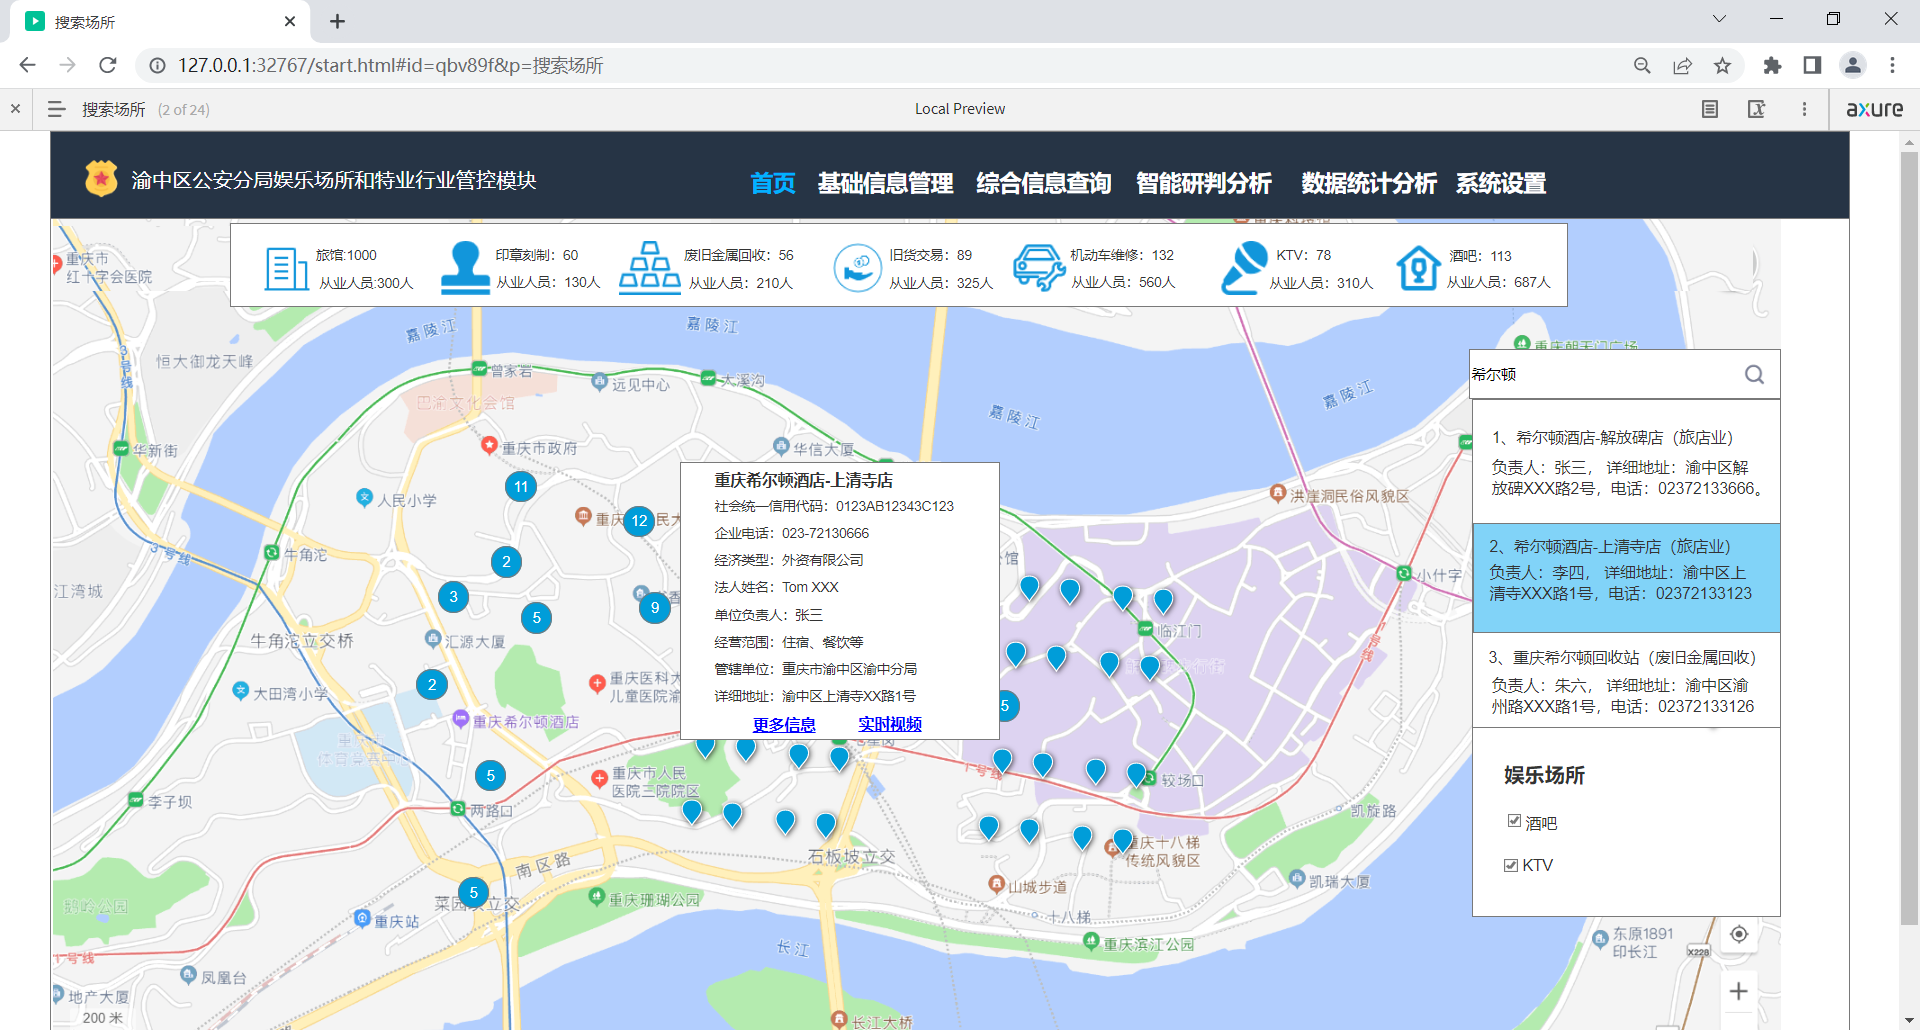 搜索场所
127.0.0.1:32767/start.html#id=qbv89f&p=搜索场所
搜索场所 (2 of 24)
Local Preview
axure
渝中区公安分局娱乐场所和特业行业管控模块
首页 基础信息管理 综合信息查询 智能研判分析 数据统计分析 系统设置
旅馆:1000
从业人员:300人
印章刻制：60
从业人员：130人
废旧金属回收：56
从业人员：210人
旧货交易：89
从业人员：325人
机动车维修：132
从业人员：560人
KTV：78
从业人员：310人
酒吧：113
从业人员：687人
重庆市
红十字会医院
嘉陵江
嘉陵江
嘉陵江
嘉陵江
3号线
恒大御龙天峰
曾家岩
远见中心
大溪沟
巴渝文化会馆
华新街
重庆市政府
华信大厦
人民小学
11
12
牛角沱
3号线
2
3
5
9
江湾城
牛角沱立交桥
汇源大厦
大田湾小学
2
重庆希尔顿酒店
重庆医科大
儿童医院渝
李子坝
两路口
5
重庆市人民
医院三院院区
南区路
5
重庆珊瑚公园
鹅岭公园
重庆站
1号线
凤凰台
地产大厦
200 米
长江
长江大桥
石板坡立交
山城步道
十八梯
重庆滨江公园
重庆十八梯
传统风貌区
凯瑞大厦
凯旋路
较场口
1号线
5
临江门
洪崖洞民俗风貌区
小什字
1号线
东原1891
印长江
X228
重庆希尔顿酒店-上清寺店
社会统一信用代码：0123AB12343C123
企业电话：023-72130666
经济类型：外资有限公司
法人姓名：Tom XXX
单位负责人：张三
经营范围：住宿、餐饮等
管辖单位：重庆市渝中区渝中分局
详细地址：渝中区上清寺XX路1号
更多信息 实时视频
重庆朝天门广场
希尔顿
1、希尔顿酒店-解放碑店（旅店业）
负责人：张三， 详细地址：渝中区解
放碑XXX路2号，电话：02372133666。
2、希尔顿酒店-上清寺店（旅店业）
负责人：李四， 详细地址：渝中区上
清寺XXX路1号，电话：02372133123
3、重庆希尔顿回收站（废旧金属回收）
负责人：朱六， 详细地址：渝中区渝
州路XXX路1号，电话：02372133126
娱乐场所
酒吧
KTV